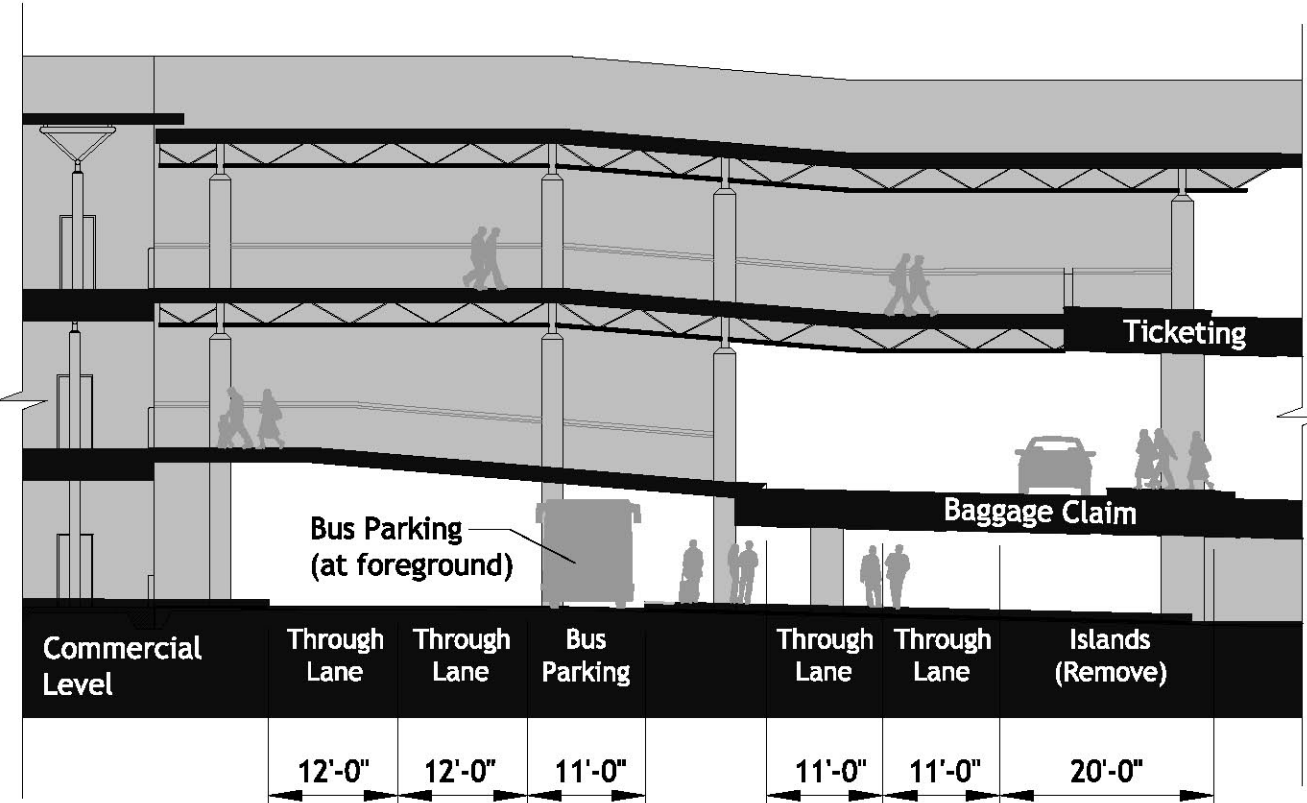 Ticketing
Baggage Claim
Bus Parking
(at foreground)
Commercial
Level
Through
Lane
Through
Lane
Bus
Parking
Through
Lane
Through
Lane
Islands
(Remove)
12'-0"
12'-0"
11'-0"
11'-0"
11'-0"
20'-0"